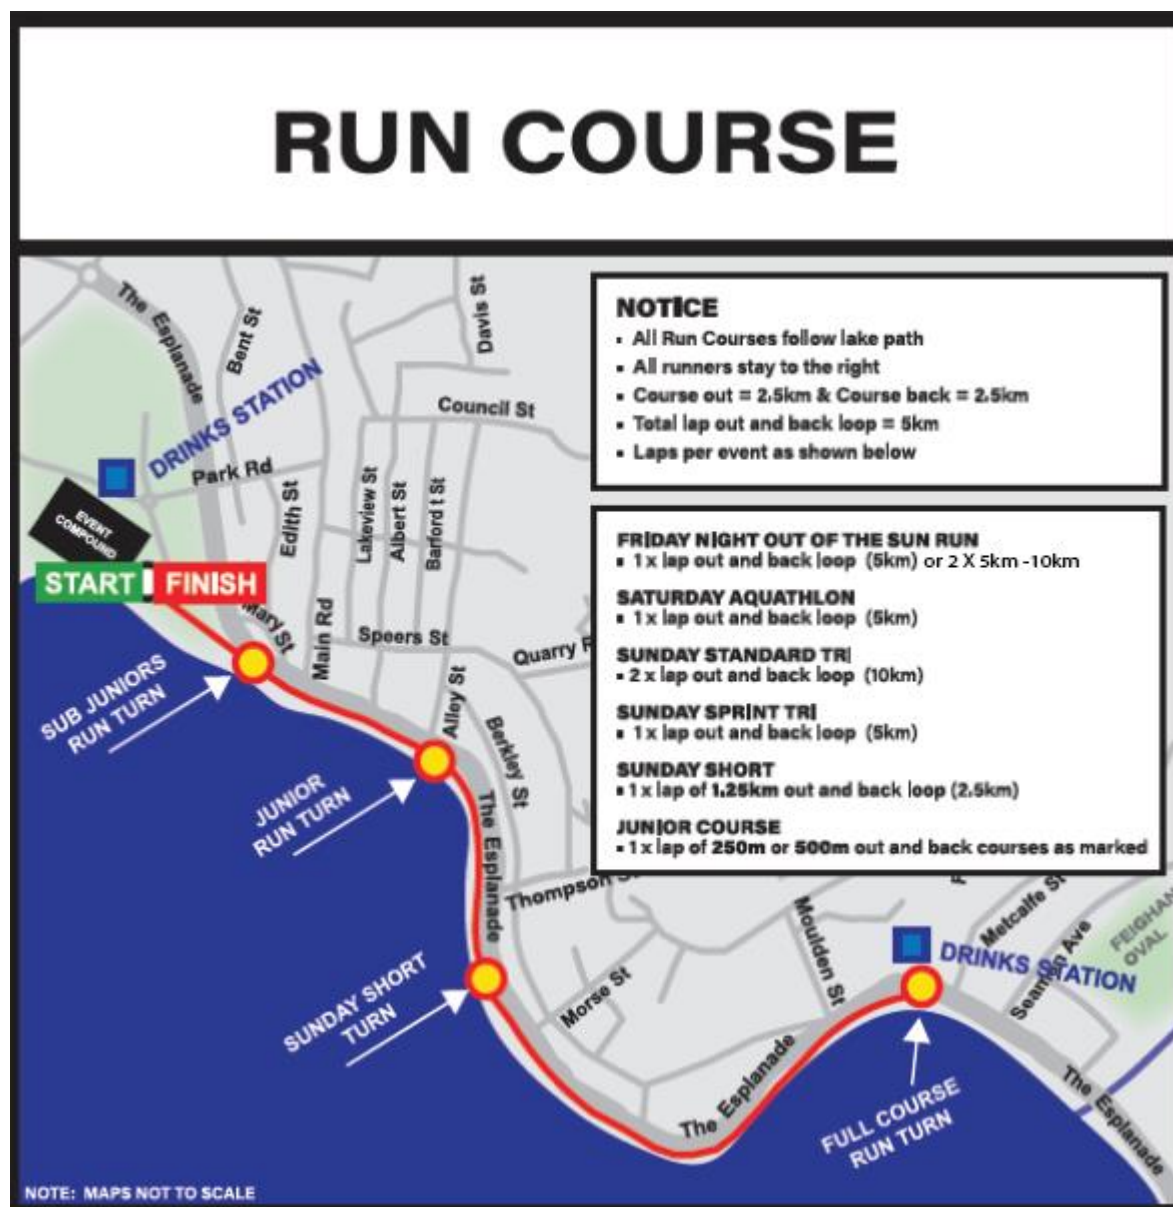 RUN COURSE
The Esplanade
Bent St
Davis St
DRINKS STATION
Council St
Park Rd
Edith St
Lakeview St
Albert St
Barford t St
EVENT
COMPOUND
START
FINISH
Mary St
Main Rd
Speers St
Quarry R
Alley St
Berkley St
SUB JUNIORS
RUN TURN
JUNIOR
RUN TURN
The Esplanade
Thompson
SUNDAY SHORT
TURN
Morse St
Moulden St
Metcalfe St
Seaman Ave
FEIGHAN
OVAL
DRINKS STATION
The Esplanade
The Esplanade
FULL COURSE
RUN TURN
NOTICE
▪ All Run Courses follow lake path
▪ All runners stay to the right
▪ Course out = 2.5km & Course back = 2.5km
▪ Total lap out and back loop = 5km
▪ Laps per event as shown below
FRIDAY NIGHT OUT OF THE SUN RUN
▪ 1x lap out and back loop (5km) or 2 X 5km -10km
SATURDAY AQUATHLON
▪ 1x lap out and back loop (5km)
SUNDAY STANDARD TRI
▪ 2 x lap out and back loop (10km)
SUNDAY SPRINT TRI
▪ 1x lap out and back loop (5km)
SUNDAY SHORT
▪ 1x lap of 1.25km out and back loop (2.5km)
JUNIOR COURSE
▪ 1x lap of 250m or 500m out and back courses as marked
NOTE: MAPS NOT TO SCALE